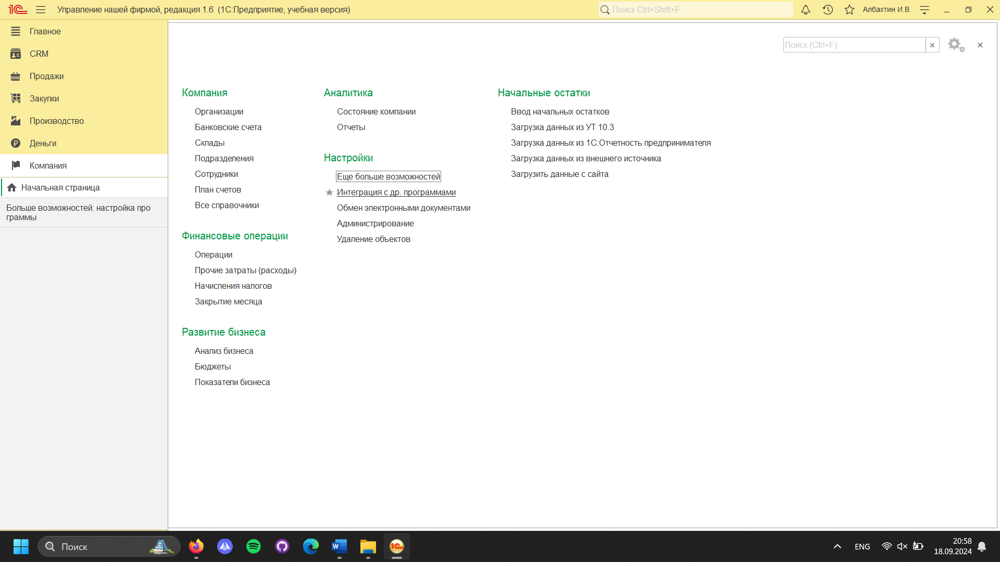 1С Управление нашей фирмой, редакция 1.6 (1С:Предприятие, учебная версия)
Поиск Ctrl+Shift+F
Албахтин И.В.
Главное
CRM
Продажи
Закупки
Производство
Деньги
Компания
Начальная страница
Больше возможностей: настройка про
граммы
Поиск (Ctrl+F)
Компания
Организации
Банковские счета
Склады
Подразделения
Сотрудники
План счетов
Все справочники
Финансовые операции
Операции
Прочие затраты (расходы)
Начисления налогов
Закрытие месяца
Развитие бизнеса
Анализ бизнеса
Бюджеты
Показатели бизнеса
Аналитика
Состояние компании
Отчеты
Настройки
Еще больше возможностей
Интеграция с др. программами
Обмен электронными документами
Администрирование
Удаление объектов
Начальные остатки
Ввод начальных остатков
Загрузка данных из УТ 10.3
Загрузка данных из 1С:Отчетность предпринимателя
Загрузка данных из внешнего источника
Загрузить данные с сайта
Поиск
W
1С
ENG
20:58
18.09.2024